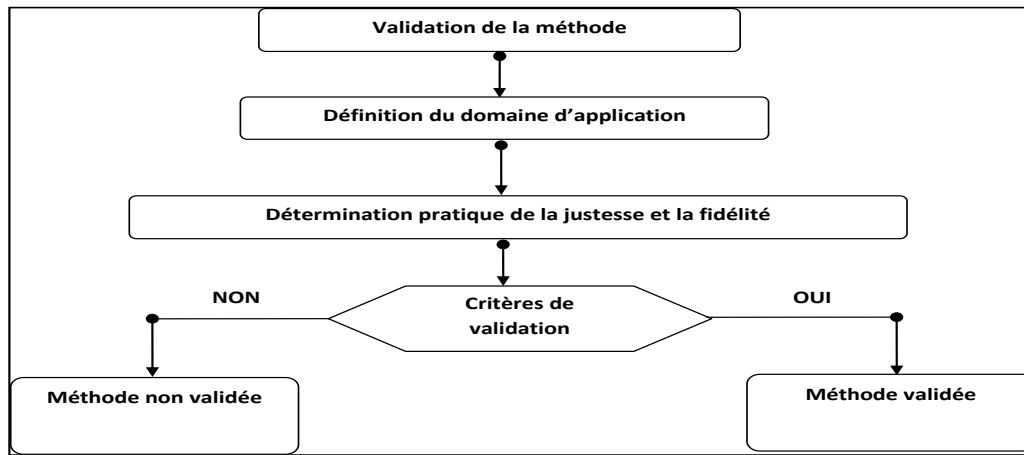 Validation de la méthode
Définition du domaine d’application
Détermination pratique de la justesse et la fidélité
NON
Critères de
validation
OUI
Méthode non validée
Méthode validée